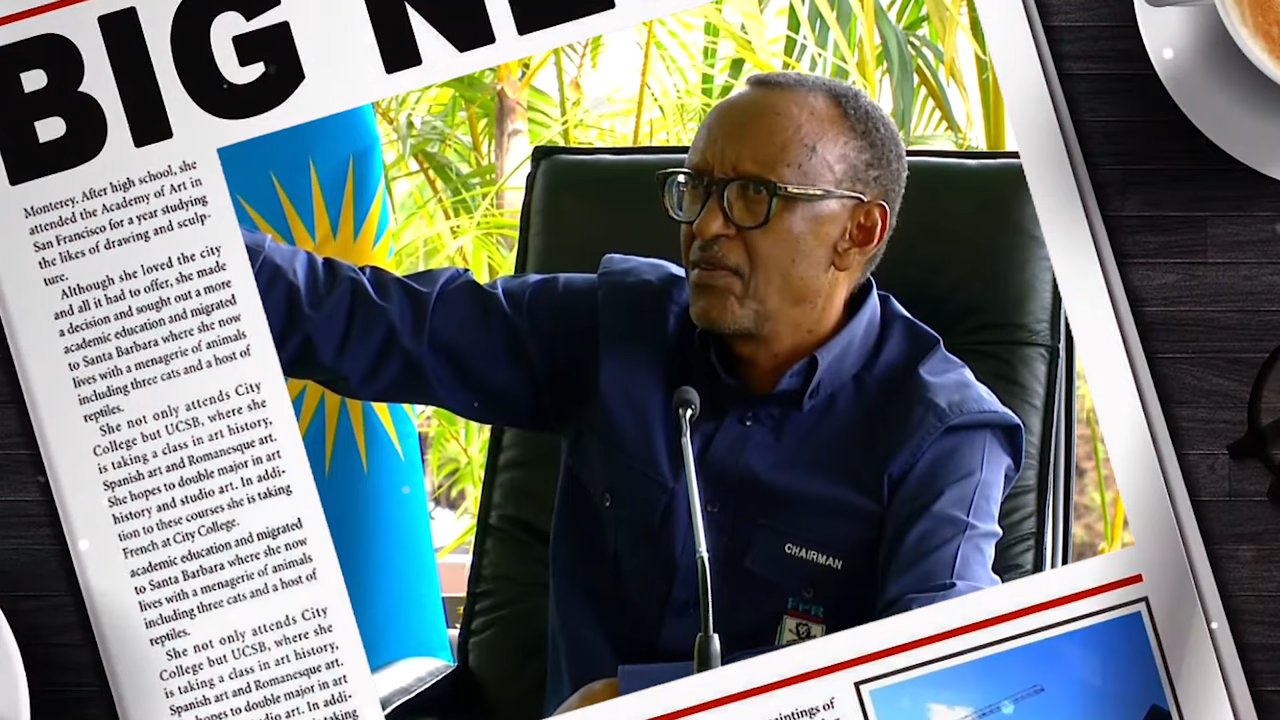 BIG NE
Monterey. After high school, she
attended the Academy of Art in
San Francisco for a year studying
the likes of drawing and sculp-
ture.
Although she loved the city
and all it had to offer, she made
a decision and sought out a more
academic education and migrated
to Santa Barbara where she now
lives with a menagerie of animals
including three cats and a host of
reptiles.
She not only attends City
College but UCSB, where she
is taking a class in art history,
Spanish art and Romanesque art.
She hopes to double major in art
history and studio art. In addi-
tion to these courses she is taking
French at City College.
academic education and migrated
to Santa Barbara where she now
lives with a menagerie of animals
including three cats and a host of
reptiles.
She not only attends City
College but UCSB, where she
is taking a class in art history,
Spanish art and Romanesque art.
hopes to double major in art
studio art. In addi-
taking
CHAIRMAN
FPR
aintings of